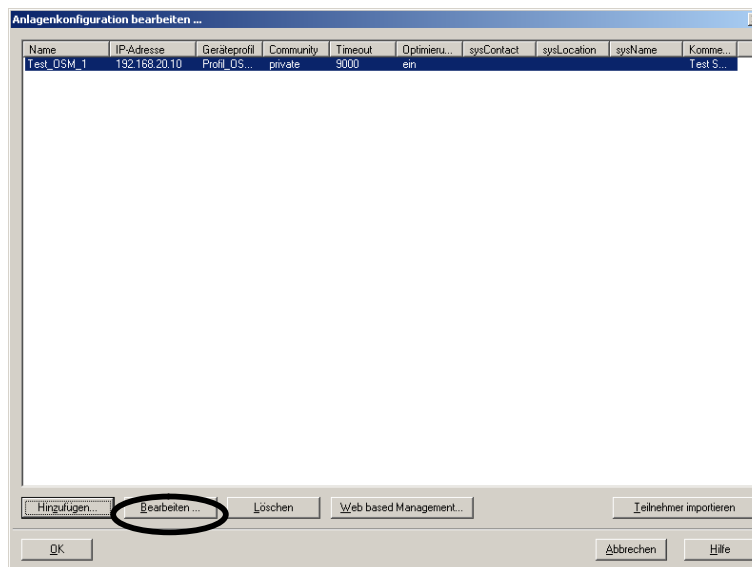 Anlagenkonfiguration bearbeiten ...
Name IP-Adresse Geräteprofil Community Timeout Optimieru... sysContact sysLocation sysName Komme...
Test_OSM_1 192.168.20.10 Profil_OS... private 9000 ein Test S...
Hinzufügen... Bearbeiten ... Löschen Web based Management... Teilnehmer importieren
OK Abbrechen Hilfe